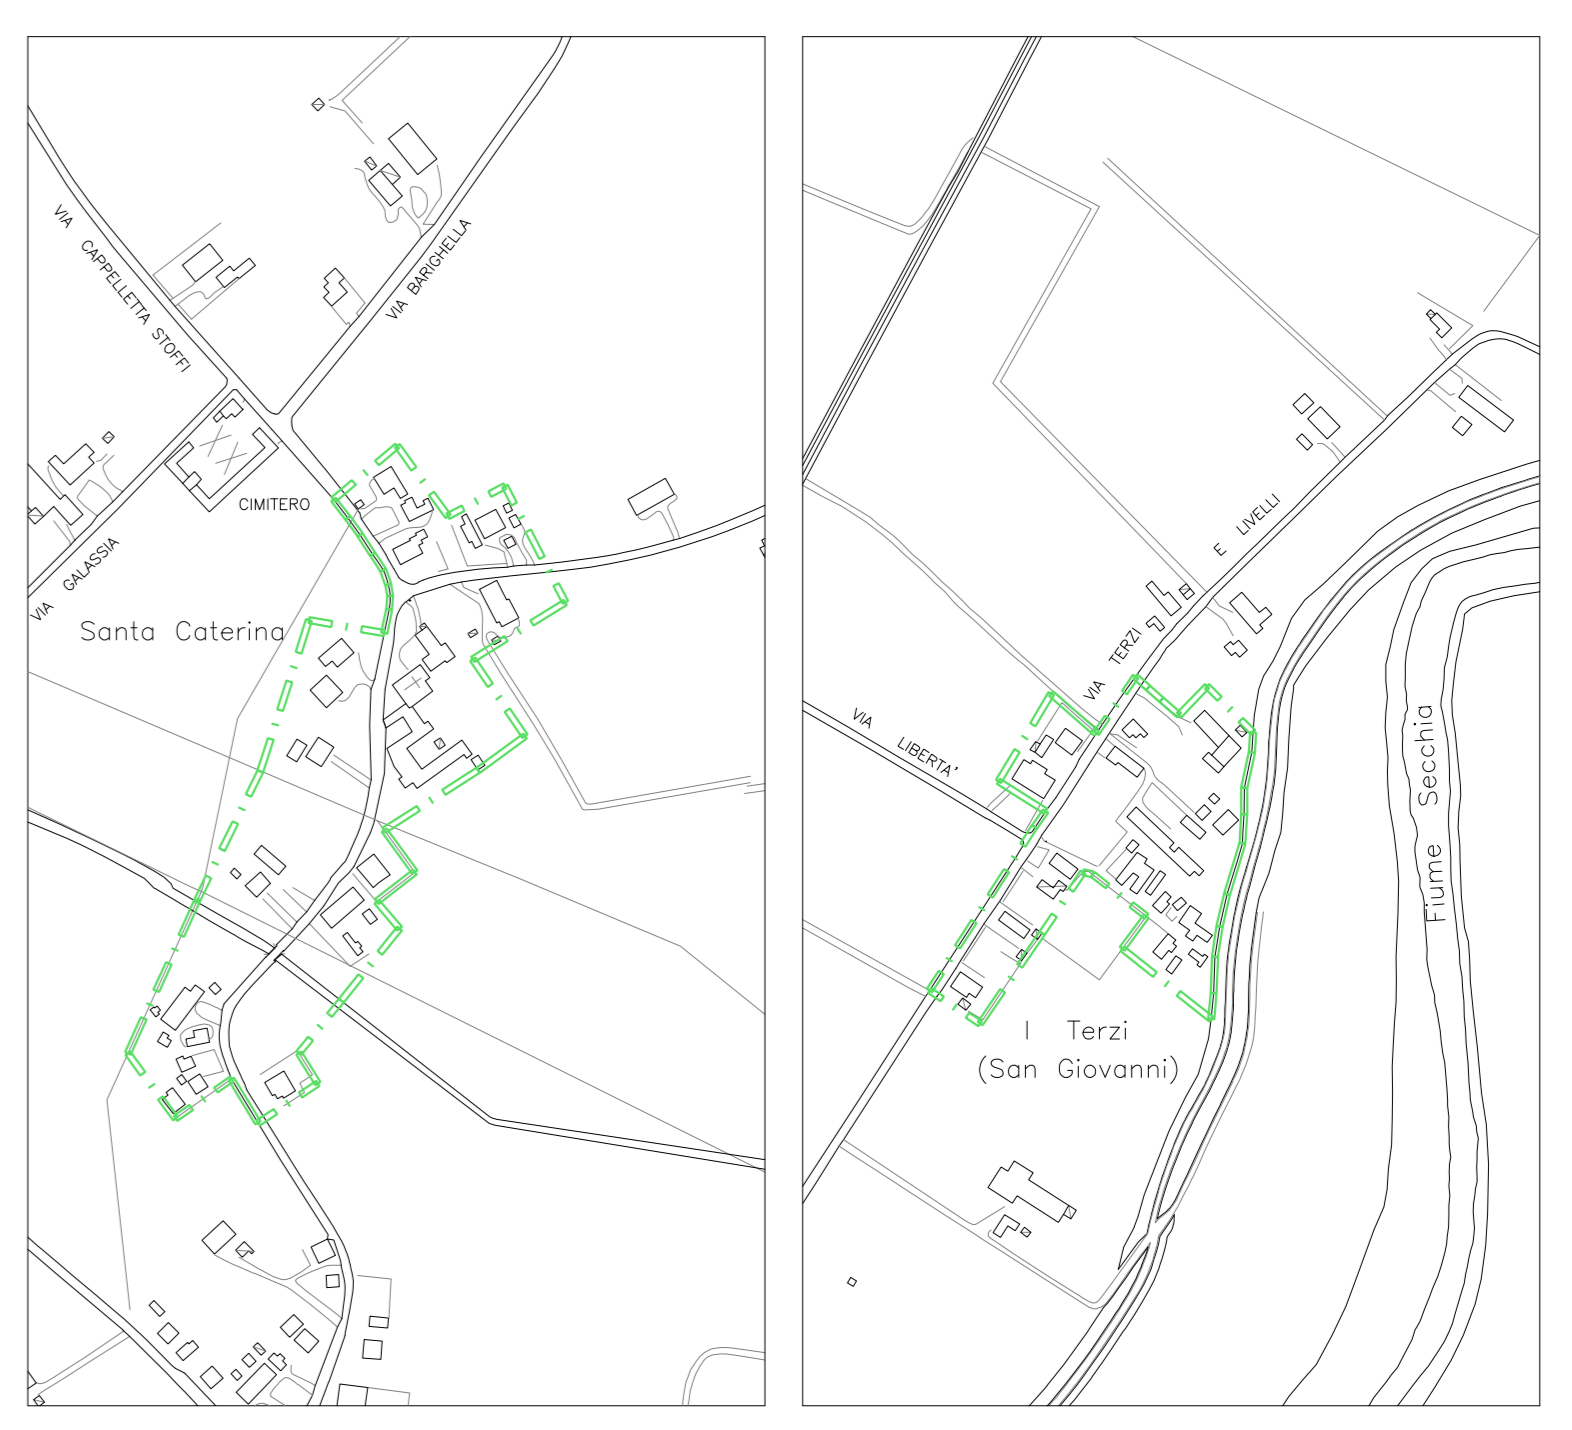 VIA CAPPELLETTA STOFFI
VIA BARIGHELLA
CIMITERO
VIA GALASSIA
Santa Caterina
E LIVELLI
VIA TERZI
VIA LIBERTA'
Fiume Secchia
I Terzi
(San Giovanni)